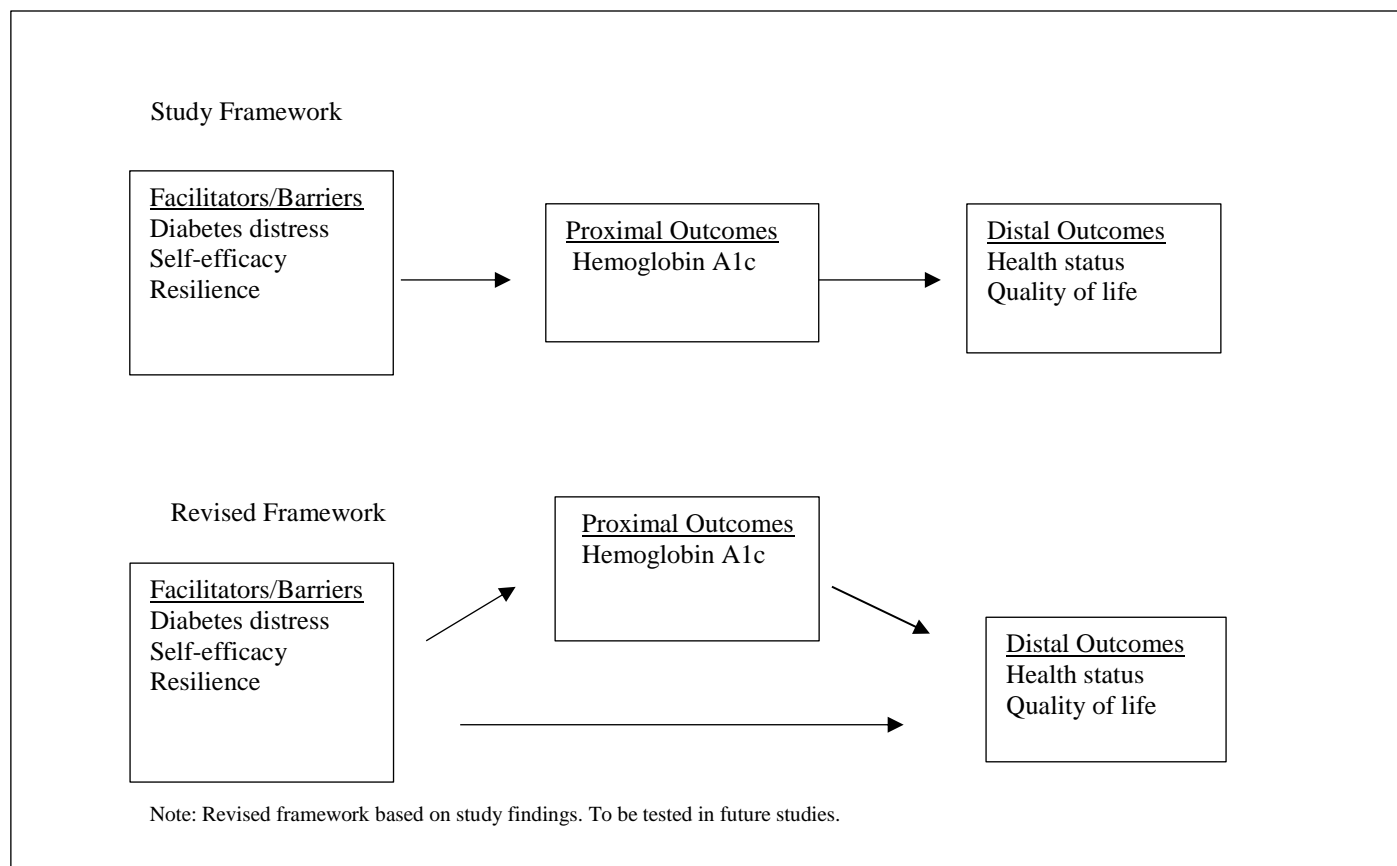 Study Framework
Facilitators/Barriers
Diabetes distress
Self-efficacy
Resilience
Proximal Outcomes
Hemoglobin A1c
Distal Outcomes
Health status
Quality of life
Revised Framework
Facilitators/Barriers
Diabetes distress
Self-efficacy
Resilience
Proximal Outcomes
Hemoglobin A1c
Distal Outcomes
Health status
Quality of life
Note: Revised framework based on study findings. To be tested in future studies.